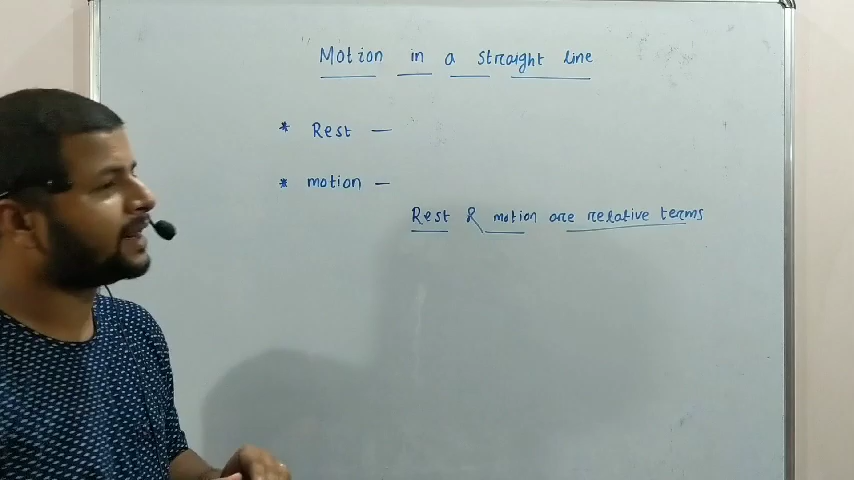 Motion in a straight line
* Rest —
* motion —
Rest & motion are relative terms